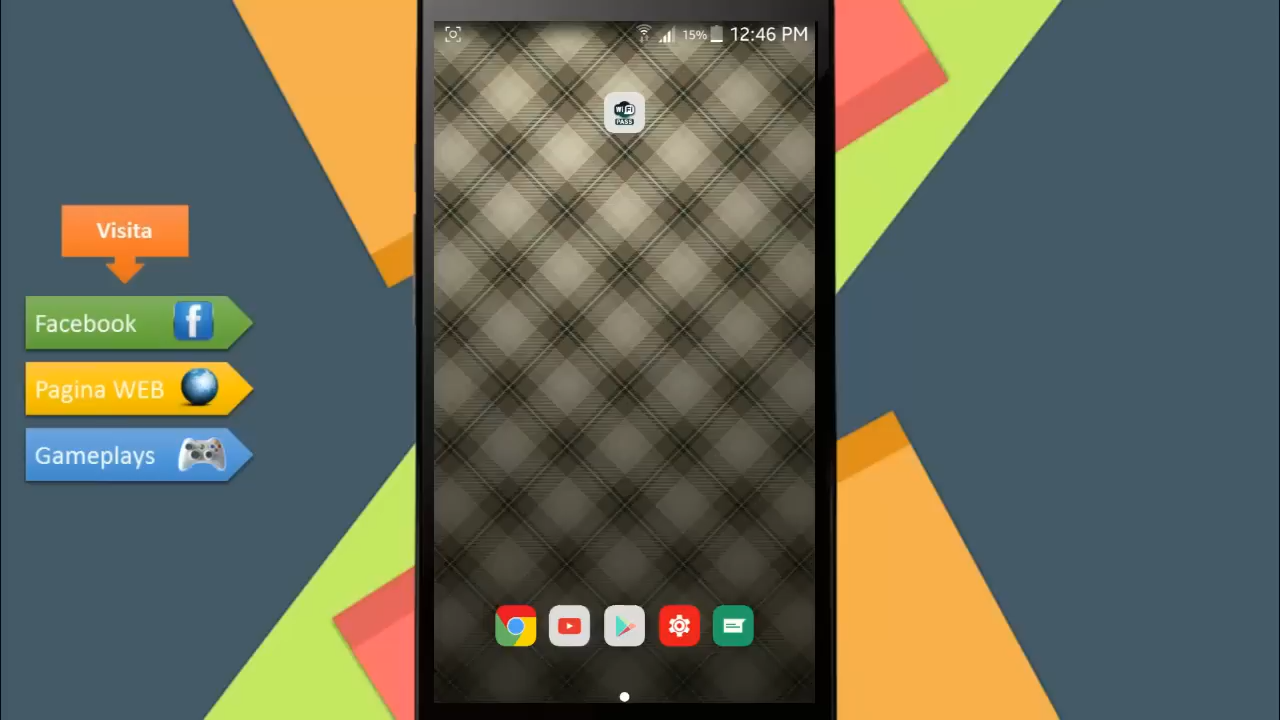 15% 12:46 PM
WiFi
PASS
Visita
Facebook
f
Pagina WEB
Gameplays